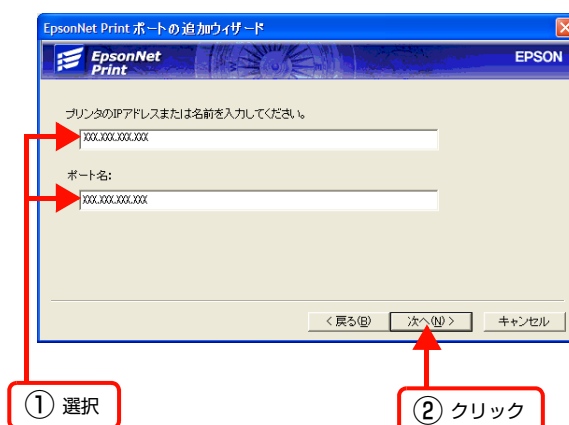 EpsonNet Print ポートの追加ウィザード
EpsonNet
Print
EPSON
プリンタのIPアドレスまたは名前を入力してください。
XXX.XXX.XXX.XXX
ポート名:
XXX.XXX.XXX.XXX
< 戻る(B)
次へ(N) >
キャンセル
① 選択
② クリック